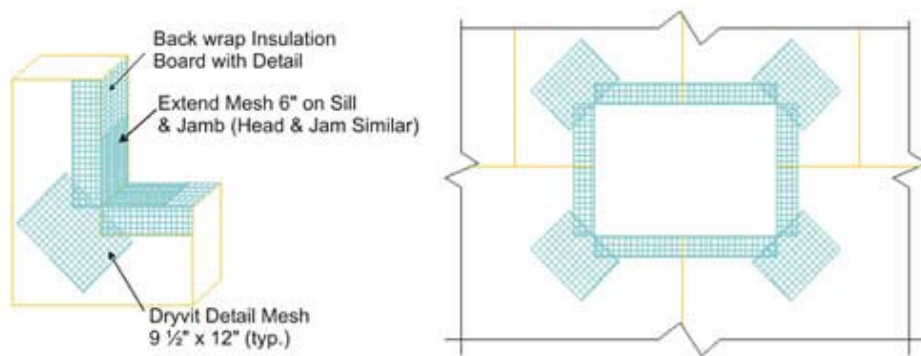 Back wrap Insulation
Board with Detail
Extend Mesh 6" on Sill
& Jamb (Head & Jam Similar)
Dryvit Detail Mesh
9 ½" x 12" (typ.)